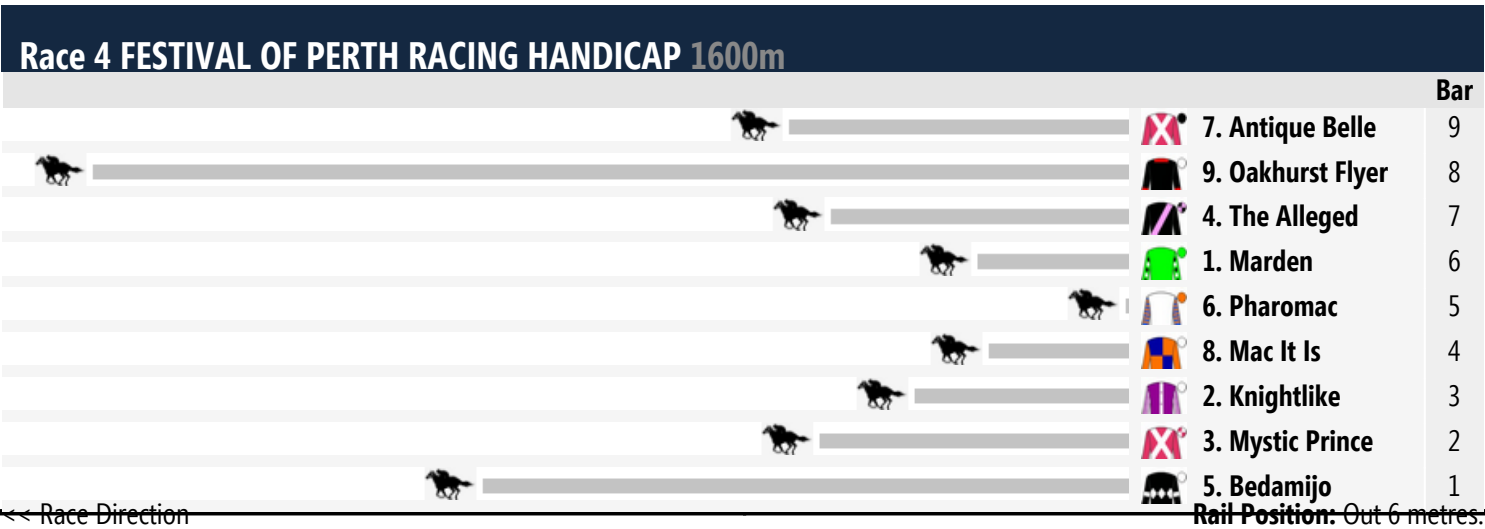 Race 4 FESTIVAL OF PERTH RACING HANDICAP 1600m
Bar
7. Antique Belle 9
9. Oakhurst Flyer 8
4. The Alleged 7
1. Marden 6
6. Pharomac 5
8. Mac It Is 4
2. Knightlike 3
3. Mystic Prince 2
5. Bedamijo 1
<< Race Direction Rail Position: Out 6 metres.